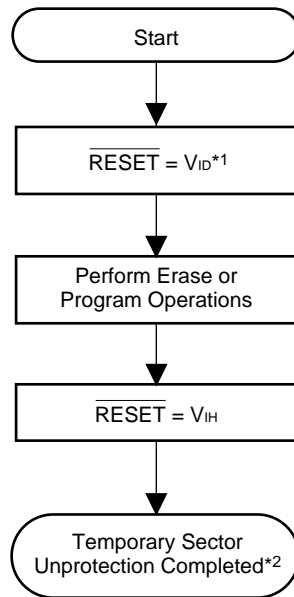 Start
RESET = VID*1
Perform Erase or
Program Operations
RESET = VIH
Temporary Sector
Unprotection Completed*2